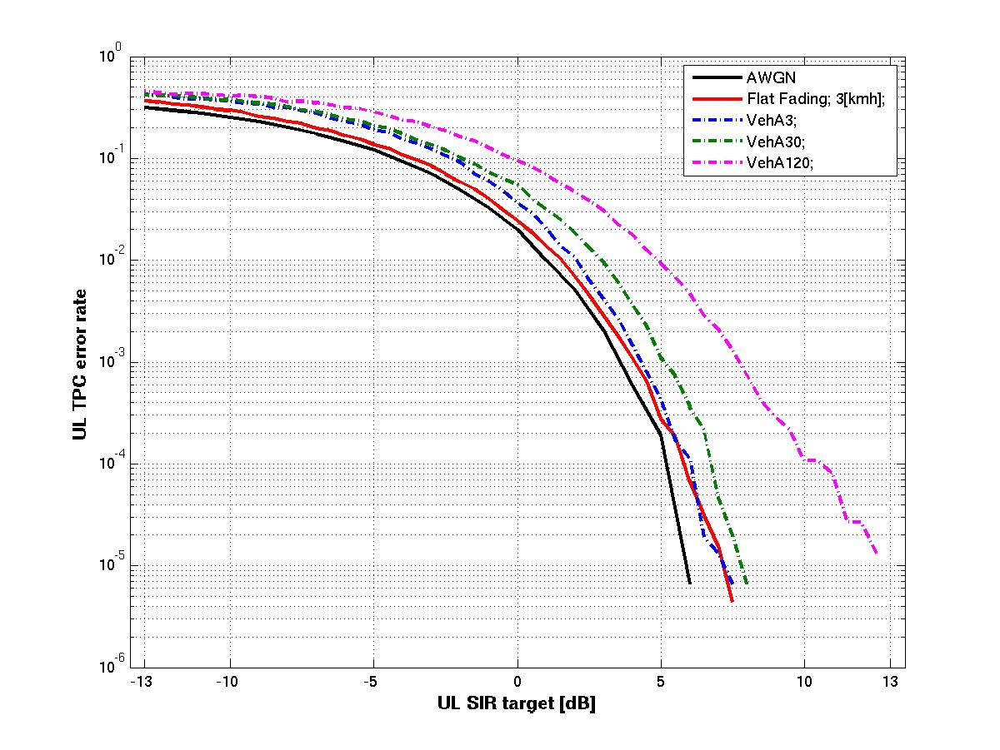 10^0
10^-1
10^-2
10^-3
10^-4
10^-5
10^-6
UL TPC error rate
AWGN
Flat Fading; 3[kmh];
VehA3;
VehA30;
VehA120;
-13 -10 -5 0 5 10 13
UL SIR target [dB]